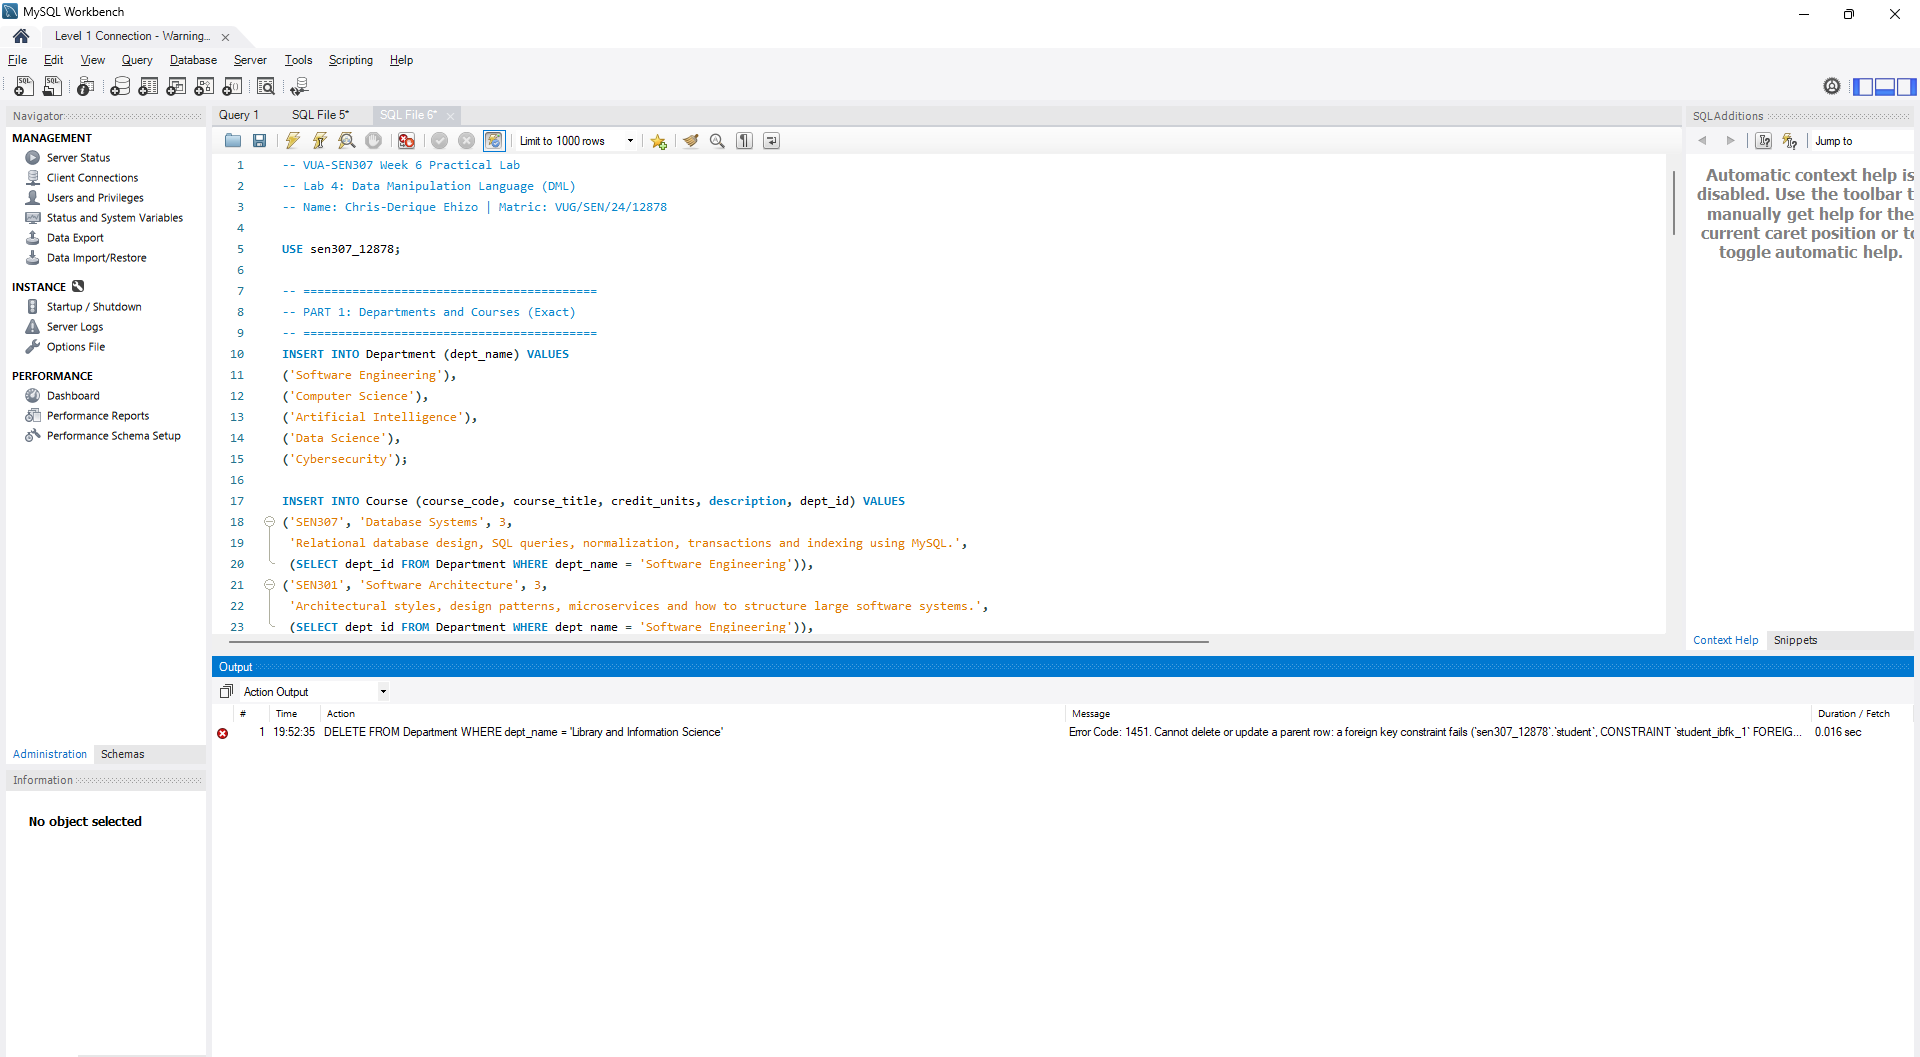 MySQL Workbench
Level 1 Connection - Warning...
File Edit View Query Database Server Tools Scripting Help
Navigator
MANAGEMENT
Server Status
Client Connections
Users and Privileges
Status and System Variables
Data Export
Data Import/Restore
INSTANCE
Startup / Shutdown
Server Logs
Options File
PERFORMANCE
Dashboard
Performance Reports
Performance Schema Setup
Administration Schemas
Information
No object selected
Query 1 SQL File 5* SQL File 6*
Limit to 1000 rows
1 -- VUA-SEN307 Week 6 Practical Lab
2 -- Lab 4: Data Manipulation Language (DML)
3 -- Name: Chris-Derique Ehizo | Matric: VUG/SEN/24/12878
4
5 USE sen307_12878;
6
7 -- ==========================================
8 -- PART 1: Departments and Courses (Exact)
9 -- ==========================================
10 INSERT INTO Department (dept_name) VALUES
11 ('Software Engineering'),
12 ('Computer Science'),
13 ('Artificial Intelligence'),
14 ('Data Science'),
15 ('Cybersecurity');
16
17 INSERT INTO Course (course_code, course_title, credit_units, description, dept_id) VALUES
18 ('SEN307', 'Database Systems', 3,
19 'Relational database design, SQL queries, normalization, transactions and indexing using MySQL.',
20 (SELECT dept_id FROM Department WHERE dept_name = 'Software Engineering')),
21 ('SEN301', 'Software Architecture', 3,
22 'Architectural styles, design patterns, microservices and how to structure large software systems.',
23 (SELECT dept_id FROM Department WHERE dept_name = 'Software Engineering')),
SQLAdditions
Jump to
Automatic context help is
disabled. Use the toolbar t
manually get help for the
current caret position or to
toggle automatic help.
Context Help Snippets
Output
Action Output
# Time Action Message Duration / Fetch
1 19:52:35 DELETE FROM Department WHERE dept_name = 'Library and Information Science' Error Code: 1451. Cannot delete or update a parent row: a foreign key constraint fails (`sen307_12878`.`student`, CONSTRAINT `student_ibfk_1` FOREIG... 0.016 sec